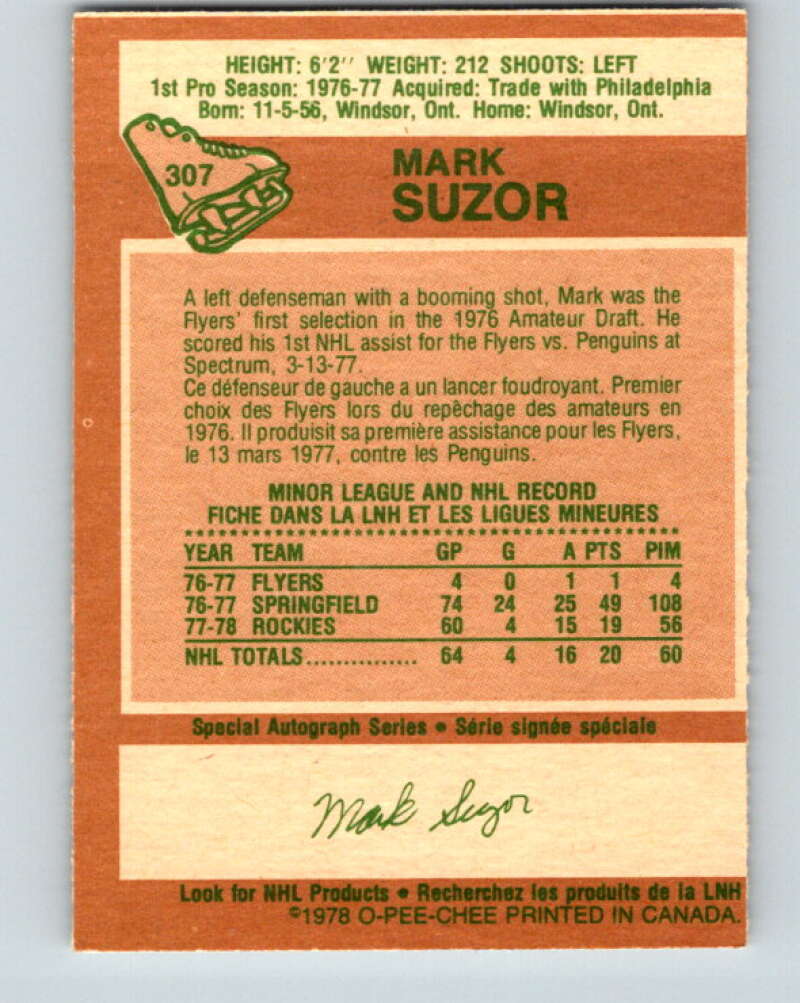 HEIGHT: 6'2'' WEIGHT: 212 SHOOTS: LEFT
1st Pro Season: 1976-77 Acquired: Trade with Philadelphia
Born: 11-5-56, Windsor, Ont. Home: Windsor, Ont.
307
MARK
SUZOR
A left defenseman with a booming shot, Mark was the
Flyers' first selection in the 1976 Amateur Draft. He
scored his 1st NHL assist for the Flyers vs. Penguins at
Spectrum, 3-13-77.
Ce défenseur de gauche a un lancer foudroyant. Premier
choix des Flyers lors du repêchage des amateurs en
1976. Il produisit sa première assistance pour les Flyers,
le 13 mars 1977, contre les Penguins.
MINOR LEAGUE AND NHL RECORD
FICHE DANS LA LNH ET LES LIGUES MINEURES
YEAR TEAM GP G A PTS PIM
76-77 FLYERS 4 0 1 1 4
76-77 SPRINGFIELD 74 24 25 49 108
77-78 ROCKIES 60 4 15 19 56
NHL TOTALS................ 64 4 16 20 60
Special Autograph Series • Série signée spéciale
Mark Suzor
Look for NHL Products • Recherchez les produits de la LNH
©1978 O-PEE-CHEE PRINTED IN CANADA.